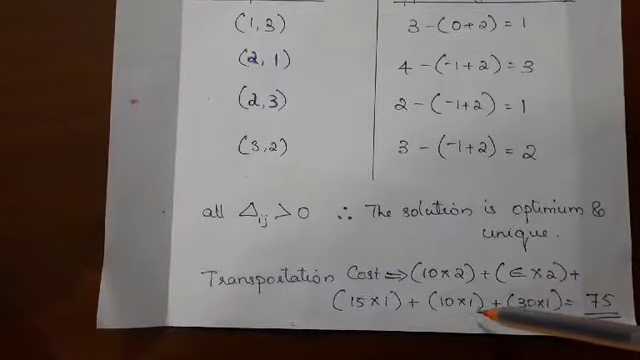 (1,3) 3-(0+2)=1
(2,1) 4-(-1+2)=3
(2,3) 2-(-1+2)=1
(3,2) 3-(-1+2)=2
all Δij>0 ∴ The solution is optimum &
unique.
Transportation Cost ⇒ (10×2)+(∈×2)+
(15×1)+(10×1)+(30×1)= 75